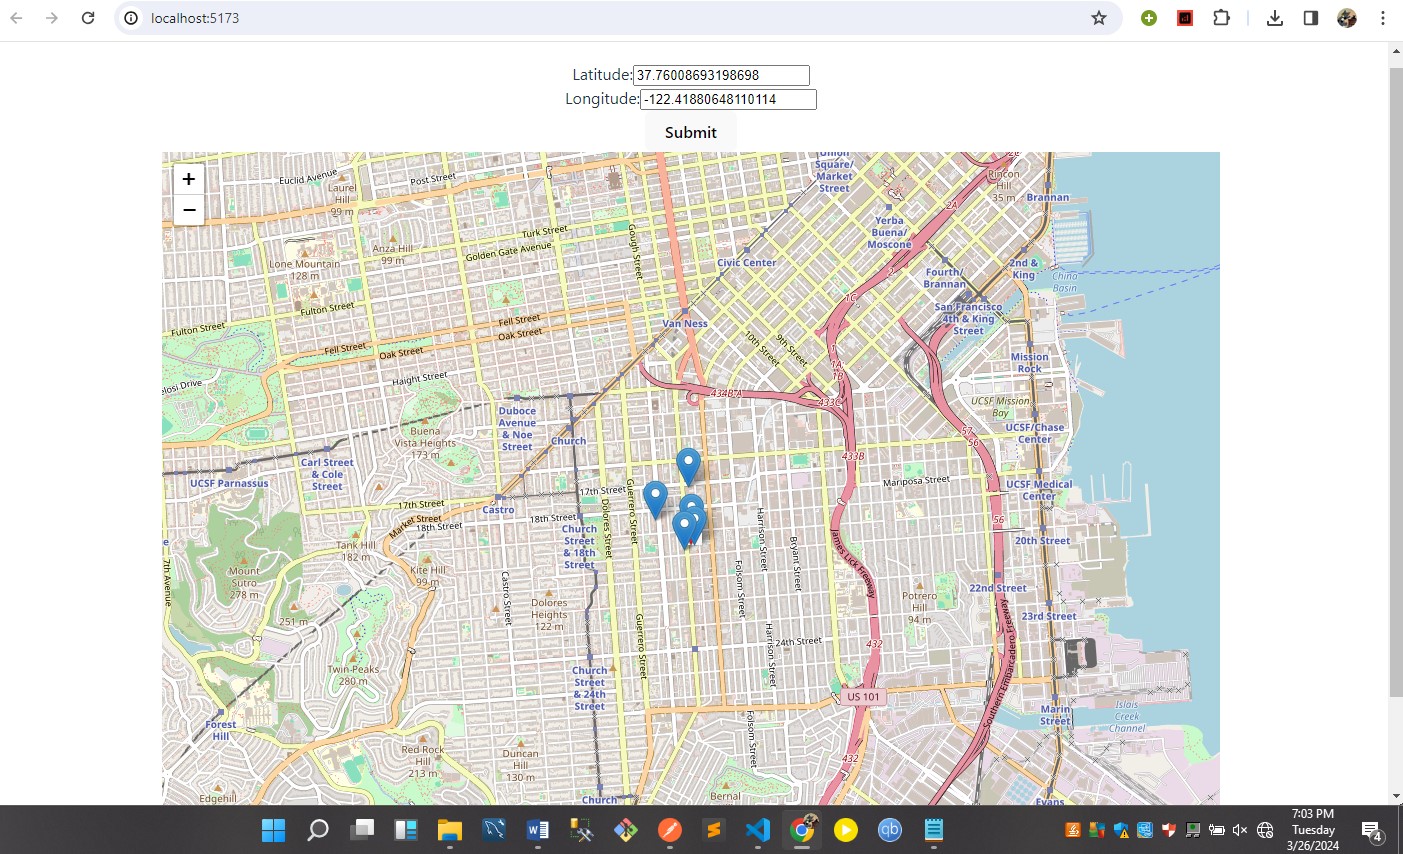 localhost:5173
Latitude: 37.76008693198698
Longitude: -122.41880648110114
Submit
+
−
Euclid Avenue
Post Street
Laurel
Hill
99 m
Union
Square/
Market
Street
2A
Rincon
Hill
35 m
Brannan
Turk Street
Golden Gate Avenue
Gough Street
Anza Hill
99 m
Lone Mountain
128 m
Yerba
Buena/
Moscone
Civic Center
2
Fourth/
Brannan
2nd &
King
China
Basin
1C
San Francisco
4th & King
Street
Fulton Street
Fulton Street
Fell Street
Oak Street
Van Ness
Fell Street
Oak Street
10th Street
9th Street
1A
Mission
Rock
Haight Street
434B-A
433C
UCSF Mission
Bay
Duboce
Avenue
& Noe
Street
Church
Buena
Vista Heights
173 m
57
56
UCSF/Chase
Center
433B
Carl Street
& Cole
Street
UCSF Parnassus
17th Street
Mariposa Street
UCSF Medical
Center
17th Street
Castro
Market Street
18th Street
18th Street
Guerrero Street
Dolores Street
Harrison Street
56
20th Street
Church
Street
& 18th
Street
Tank Hill
182 m
Bryant Street
James Lick Freeway
7th Avenue
Mount
Sutro
278 m
Kite Hill
99 m
Castro Street
Folsom Street
22nd Street
Dolores
Heights
122 m
Potrero
Hill
94 m
23rd Street
251 m
Guerrero Street
Harrison Street
24th Street
432
Southern Embarcadero Freeway
Twin Peaks
280 m
Church
Street
& 24th
Street
US 101
Marin
Street
Islais
Creek
Channel
Forest
Hill
Folsom Street
Red Rock
Hill
213 m
Duncan
Hill
130 m
432
Edgehill
Church
Bernal
Evans
7:03 PM
Tuesday
3/26/2024
4